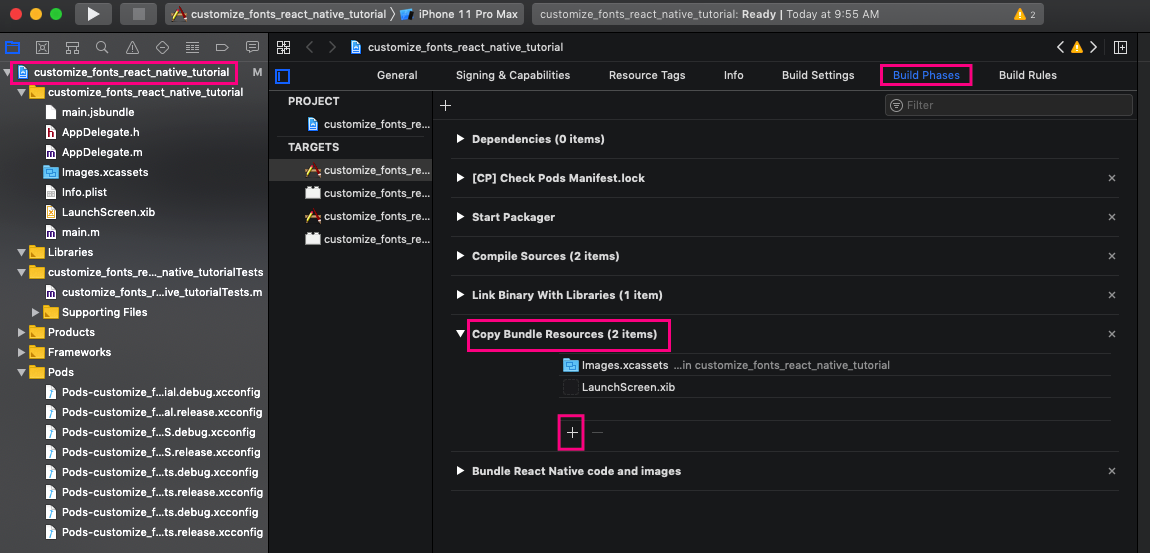 customize_fonts_react_native_tutorial iPhone 11 Pro Max
customize_fonts_react_native_tutorial: Ready | Today at 9:55 AM
2
customize_fonts_react_native_tutorial M
customize_fonts_react_native_tutorial
main.jsbundle
AppDelegate.h
AppDelegate.m
Images.xcassets
Info.plist
LaunchScreen.xib
main.m
Libraries
customize_fonts_re..._native_tutorialTests
customize_fonts_r...ive_tutorialTests.m
Supporting Files
Products
Frameworks
Pods
Pods-customize_f...ial.debug.xcconfig
Pods-customize_f...al.release.xcconfig
Pods-customize_f...S.debug.xcconfig
Pods-customize_f...S.release.xcconfig
Pods-customize_f...ts.debug.xcconfig
Pods-customize_f...ts.release.xcconfig
Pods-customize_f...ts.debug.xcconfig
Pods-customize_f...ts.release.xcconfig
customize_fonts_react_native_tutorial
General Signing & Capabilities Resource Tags Info Build Settings Build Phases Build Rules
PROJECT
customize_fonts_re...
TARGETS
customize_fonts_re...
customize_fonts_re...
customize_fonts_re...
customize_fonts_re...
Filter
Dependencies (0 items)
[CP] Check Pods Manifest.lock
Start Packager
Compile Sources (2 items)
Link Binary With Libraries (1 item)
Copy Bundle Resources (2 items)
Images.xcassets ...in customize_fonts_react_native_tutorial
LaunchScreen.xib
Bundle React Native code and images